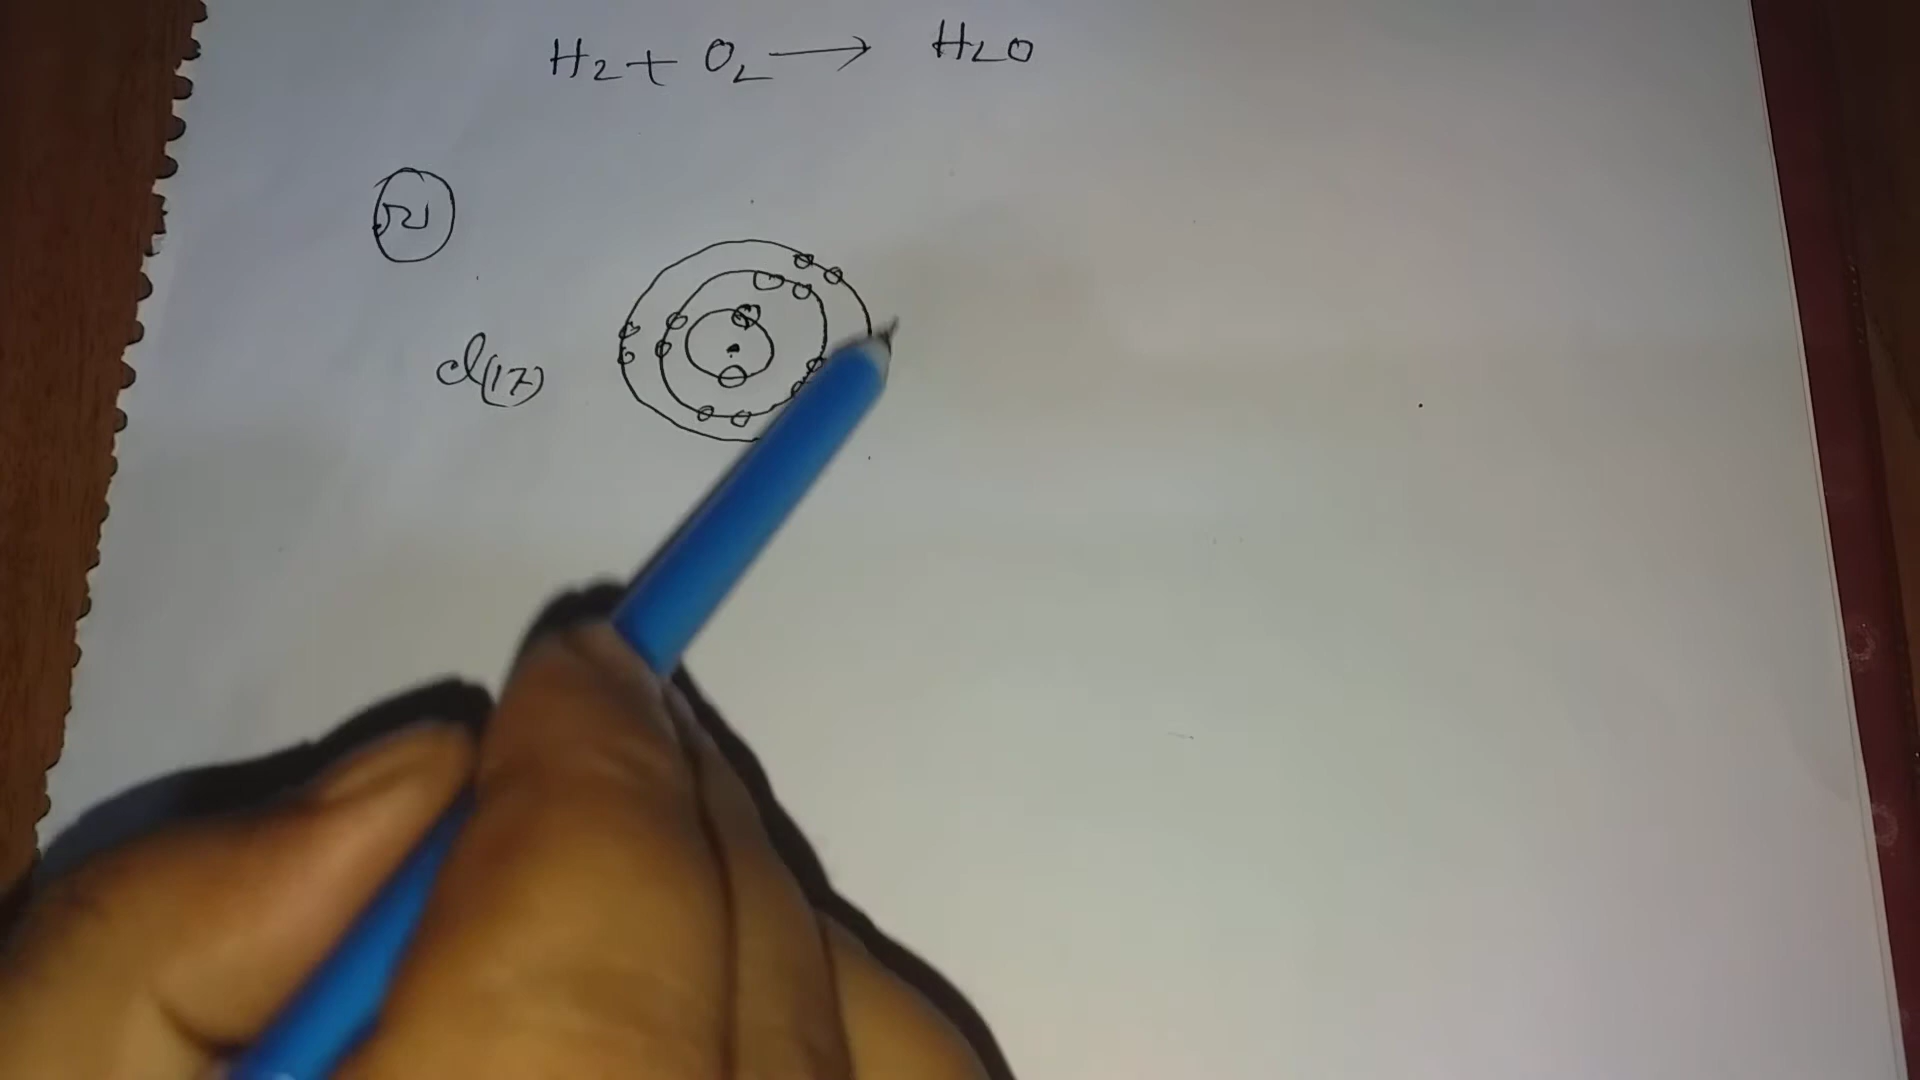 H2 + O2 → H2O
Cl(17)